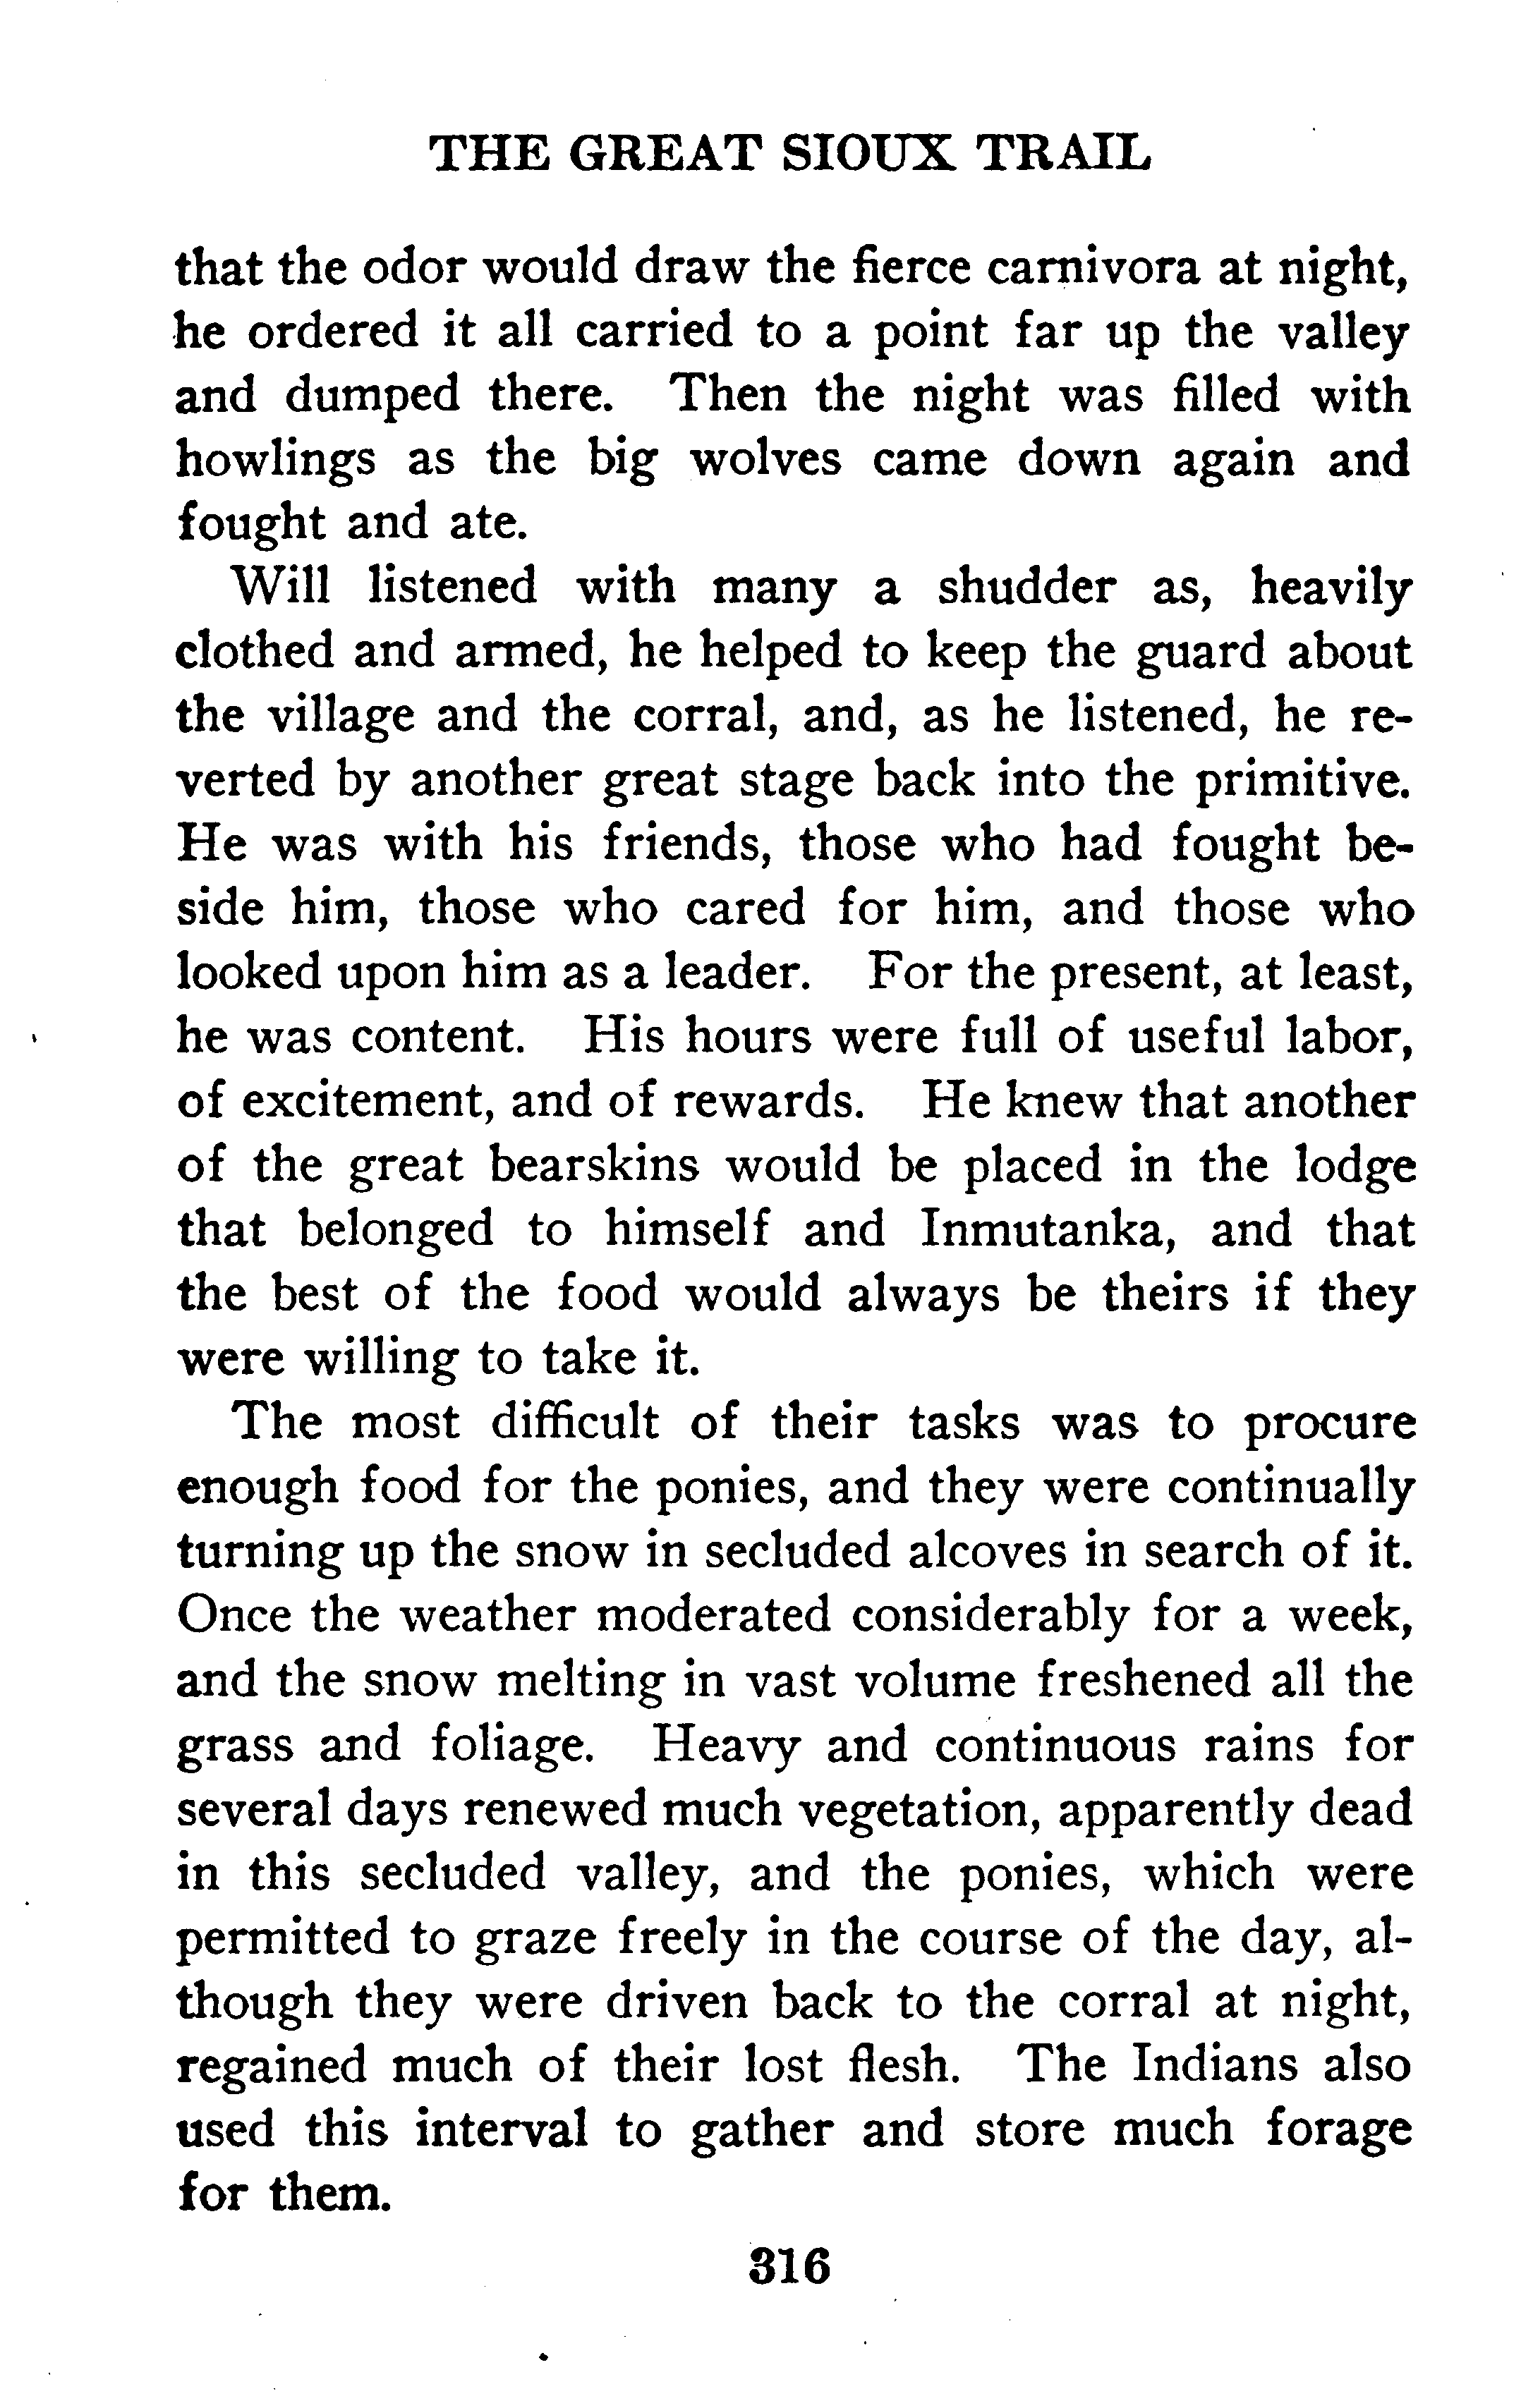 THE GREAT SIOUX TRAIL
that the odor would draw the fierce carnivora at night,
he ordered it all carried to a point far up the valley
and dumped there. Then the night was filled with
howlings as the big wolves came down again and
fought and ate.
Will listened with many a shudder as, heavily
clothed and armed, he helped to keep the guard about
the village and the corral, and, as he listened, he re-
verted by another great stage back into the primitive.
He was with his friends, those who had fought be-
side him, those who cared for him, and those who
looked upon him as a leader. For the present, at least,
he was content. His hours were full of useful labor,
of excitement, and of rewards. He knew that another
of the great bearskins would be placed in the lodge
that belonged to himself and Inmutanka, and that
the best of the food would always be theirs if they
were willing to take it.
The most difficult of their tasks was to procure
enough food for the ponies, and they were continually
turning up the snow in secluded alcoves in search of it.
Once the weather moderated considerably for a week,
and the snow melting in vast volume freshened all the
grass and foliage. Heavy and continuous rains for
several days renewed much vegetation, apparently dead
in this secluded valley, and the ponies, which were
permitted to graze freely in the course of the day, al-
though they were driven back to the corral at night,
regained much of their lost flesh. The Indians also
used this interval to gather and store much forage
for them.
316